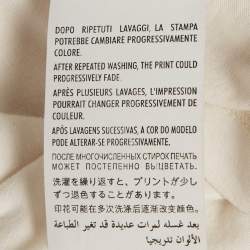 DOPO RIPETUTI LAVAGGI, LA STAMPA
POTREBBE CAMBIARE PROGRESSIVAMENTE
COLORE.
AFTER REPEATED WASHING, THE PRINT COULD
PROGRESSIVELY FADE.
APRÈS PLUSIEURS LAVAGES, L'IMPRESSION
POURRAIT CHANGER PROGRESSIVEMENT DE
COULEUR.
APÓS LAVAGENS SUCESSIVAS, A COR DO MODELO
PODE ALTERAR-SE PROGRESSIVAMENTE.
ПОСЛЕ МНОГОЧИСЛЕННЫХ СТИРОК ПЕЧАТЬ
МОЖЕТ ПОСТЕПЕННО ВЫЦВЕТАТЬ.
洗濯を繰り返すと、プリントが少し
ずつ退色することがあります。
印花可能在多次洗涤后逐渐改变颜色。
بعد غسله لمرات عديدة قد تغير الطباعة
الألوان تدريجيا